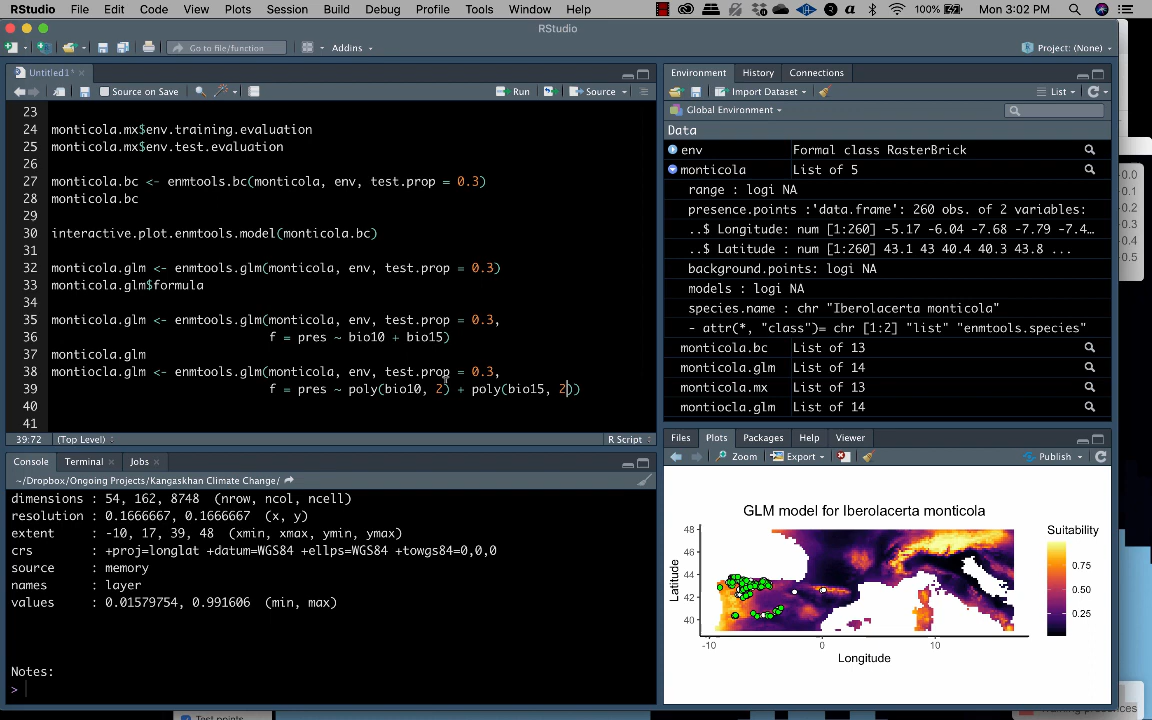 RStudio File Edit Code View Plots Session Build Debug Profile Tools Window Help 100% Mon 3:02 PM
RStudio
Go to file/function Addins Project: (None)
Untitled1*
Source on Save Run Source
23
24 monticola.mx$env.training.evaluation
25 monticola.mx$env.test.evaluation
26
27 monticola.bc <- enmtools.bc(monticola, env, test.prop = 0.3)
28 monticola.bc
29
30 interactive.plot.enmtools.model(monticola.bc)
31
32 monticola.glm <- enmtools.glm(monticola, env, test.prop = 0.3)
33 monticola.glm$formula
34
35 monticola.glm <- enmtools.glm(monticola, env, test.prop = 0.3,
36 f = pres ~ bio10 + bio15)
37 monticola.glm
38 montiocla.glm <- enmtools.glm(monticola, env, test.prop = 0.3,
39 f = pres ~ poly(bio10, 2) + poly(bio15, 2))
40
41
39:72 (Top Level) R Script
Console Terminal Jobs
~/Dropbox/Ongoing Projects/Kangaskhan Climate Change/
dimensions : 54, 162, 8748 (nrow, ncol, ncell)
resolution : 0.1666667, 0.1666667 (x, y)
extent : -10, 17, 39, 48 (xmin, xmax, ymin, ymax)
crs : +proj=longlat +datum=WGS84 +ellps=WGS84 +towgs84=0,0,0
source : memory
names : layer
values : 0.01579754, 0.991606 (min, max)
Notes:
>
Environment History Connections
Import Dataset List
Global Environment
Data
env Formal class RasterBrick
monticola List of 5
range : logi NA
presence.points :'data.frame': 260 obs. of 2 variables:
..$ Longitude: num [1:260] -5.17 -6.04 -7.68 -7.79 -7.4…
..$ Latitude : num [1:260] 43.1 43 40.4 40.3 43.8 ...
background.points: logi NA
models : logi NA
species.name : chr "Iberolacerta monticola"
- attr(*, "class")= chr [1:2] "list" "enmtools.species"
monticola.bc List of 13
monticola.glm List of 14
monticola.mx List of 13
montiocla.glm List of 14
Files Plots Packages Help Viewer
Zoom Export Publish
GLM model for Iberolacerta monticola
48
46
44
42
40
Latitude
-10 0 10
Longitude
Suitability
0.75
0.50
0.25
-0.0
-0.1
-0.2
-0.3
-0.4
-0.5
Test points